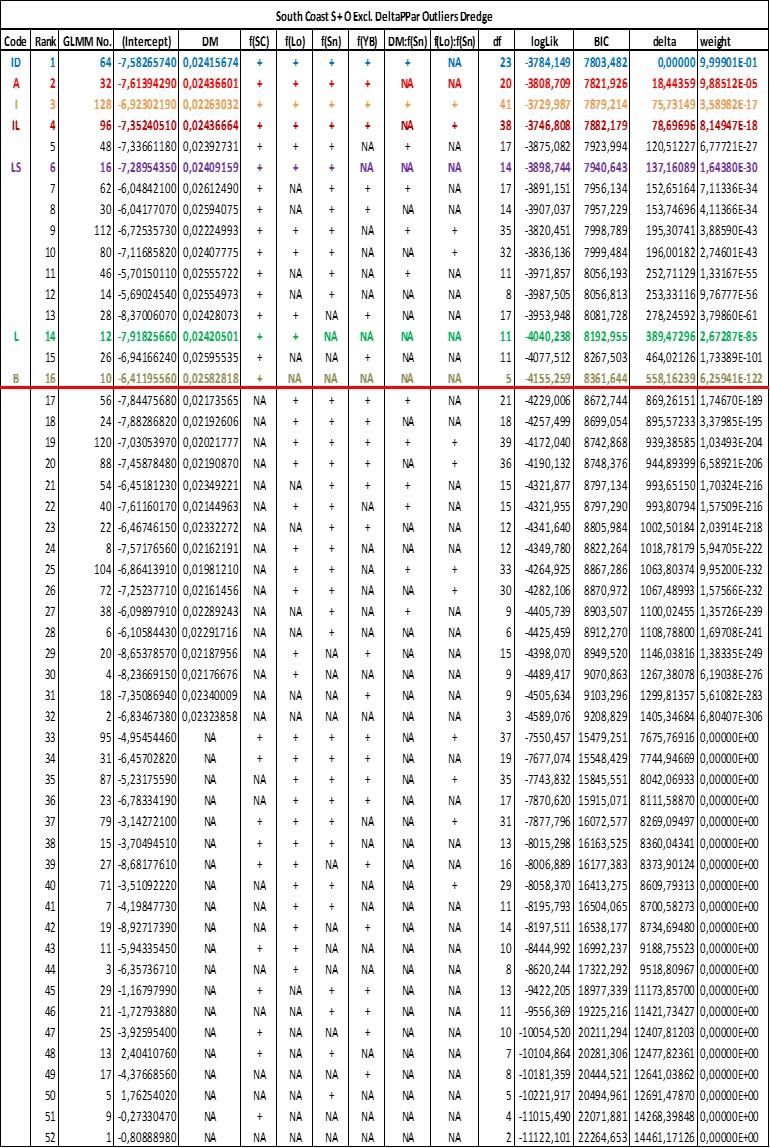 South Coast S + O Excl. DeltaPPar Outliers Dredge
Code Rank GLMM No. (Intercept) DM f(SC) f(Lo) f(Sn) f(YB) DM:f(Sn) f(Lo):f(Sn) df logLik BIC delta weight
ID 1 64 -7,58265740 0,02415674 + + + + + NA 23 -3784,149 7803,482 0,00000 9,99901E-01
A 2 32 -7,61394290 0,02436601 + + + + NA NA 20 -3808,709 7821,926 18,44359 9,88512E-05
I 3 128 -6,92302190 0,02263032 + + + + + + 41 -3729,987 7879,214 75,73149 3,58982E-17
IL 4 96 -7,35240510 0,02436664 + + + + NA + 38 -3746,808 7882,179 78,69696 8,14947E-18
5 48 -7,33661180 0,02392731 + + + NA + NA 17 -3875,082 7923,994 120,51227 6,77721E-27
LS 6 16 -7,28954350 0,02409159 + + + NA NA NA 14 -3898,744 7940,643 137,16089 1,64380E-30
7 62 -6,04842100 0,02612490 + NA + + + NA 17 -3891,151 7956,134 152,65164 7,11336E-34
8 30 -6,04177070 0,02594075 + NA + + NA NA 14 -3907,037 7957,229 153,74696 4,11366E-34
9 112 -6,72535730 0,02224993 + + + NA + + 35 -3820,451 7998,789 195,30741 3,88590E-43
10 80 -7,11685820 0,02407775 + + + NA NA + 32 -3836,136 7999,484 196,00182 2,74601E-43
11 46 -5,70150110 0,02555722 + NA + NA + NA 11 -3971,857 8056,193 252,71129 1,33167E-55
12 14 -5,69024540 0,02554973 + NA + NA NA NA 8 -3987,505 8056,813 253,33116 9,76777E-56
13 28 -8,37006070 0,02428073 + + NA + NA NA 17 -3953,948 8081,728 278,24592 3,79860E-61
L 14 12 -7,91825660 0,02420501 + + NA NA NA NA 11 -4040,238 8192,955 389,47296 2,67287E-85
15 26 -6,94166240 0,02595535 + NA NA + NA NA 11 -4077,512 8267,503 464,02126 1,73389E-101
B 16 10 -6,41195560 0,02582818 + NA NA NA NA NA 5 -4155,259 8361,644 558,16239 6,25941E-122
17 56 -7,84475680 0,02173565 NA + + + + NA 21 -4229,006 8672,744 869,26151 1,74670E-189
18 24 -7,88286820 0,02192606 NA + + + NA NA 18 -4257,499 8699,054 895,57233 3,37985E-195
19 120 -7,03053970 0,02021777 NA + + + + + 39 -4172,040 8742,868 939,38585 1,03493E-204
20 88 -7,45878480 0,02190870 NA + + + NA + 36 -4190,132 8748,376 944,89399 6,58921E-206
21 54 -6,45181230 0,02349221 NA NA + + + NA 15 -4321,877 8797,134 993,65150 1,70324E-216
22 40 -7,61160170 0,02144963 NA + + NA + NA 15 -4321,955 8797,290 993,80794 1,57509E-216
23 22 -6,46746150 0,02332272 NA NA + + NA NA 12 -4341,640 8805,984 1002,50184 2,03914E-218
24 8 -7,57176560 0,02162191 NA + + NA NA NA 12 -4349,780 8822,264 1018,78179 5,94705E-222
25 104 -6,86413910 0,01981210 NA + + NA + + 33 -4264,925 8867,286 1063,80374 9,95200E-232
26 72 -7,25237710 0,02161456 NA + + NA NA + 30 -4282,106 8870,972 1067,48993 1,57566E-232
27 38 -6,09897910 0,02289243 NA NA + NA + NA 9 -4405,739 8903,507 1100,02455 1,35726E-239
28 6 -6,10584430 0,02291716 NA NA + NA NA NA 6 -4425,459 8912,270 1108,78800 1,69708E-241
29 20 -8,65378570 0,02187956 NA + NA + NA NA 15 -4398,070 8949,520 1146,03816 1,38335E-249
30 4 -8,23669150 0,02176676 NA + NA NA NA NA 9 -4489,417 9070,863 1267,38078 6,19038E-276
31 18 -7,35086940 0,02340009 NA NA NA + NA NA 9 -4505,634 9103,296 1299,81357 5,61082E-283
32 2 -6,83467380 0,02323858 NA NA NA NA NA NA 3 -4589,076 9208,829 1405,34684 6,80407E-306
33 95 -4,95454460 NA + + + + NA + 37 -7550,457 15479,251 7675,76916 0,00000E+00
34 31 -6,45702820 NA + + + + NA NA 19 -7677,074 15548,429 7744,94669 0,00000E+00
35 87 -5,23175590 NA NA + + + NA + 35 -7743,832 15845,551 8042,06933 0,00000E+00
36 23 -6,78334190 NA NA + + + NA NA 17 -7870,620 15915,071 8111,58870 0,00000E+00
37 79 -3,14272100 NA + + + NA NA + 31 -7877,796 16072,577 8269,09497 0,00000E+00
38 15 -3,70494510 NA + + + NA NA NA 13 -8015,298 16163,525 8360,04341 0,00000E+00
39 27 -8,68177610 NA + + NA + NA NA 16 -8006,889 16177,383 8373,90124 0,00000E+00
40 71 -3,51092220 NA NA + + NA NA + 29 -8058,370 16413,275 8609,79313 0,00000E+00
41 7 -4,19847730 NA NA + + NA NA NA 11 -8195,793 16504,065 8700,58273 0,00000E+00
42 19 -8,92717390 NA NA + NA + NA NA 14 -8197,511 16538,177 8734,69480 0,00000E+00
43 11 -5,94335450 NA + + NA NA NA NA 10 -8444,992 16992,237 9188,75523 0,00000E+00
44 3 -6,35736710 NA NA + NA NA NA NA 8 -8620,244 17322,292 9518,80967 0,00000E+00
45 29 -1,16797990 NA + NA + + NA NA 13 -9422,205 18977,339 11173,85700 0,00000E+00
46 21 -1,72793880 NA NA NA + + NA NA 11 -9556,369 19225,216 11421,73427 0,00000E+00
47 25 -3,92595400 NA + NA NA + NA NA 10 -10054,520 20211,294 12407,81203 0,00000E+00
48 13 2,40410760 NA + NA + NA NA NA 7 -10104,864 20281,306 12477,82361 0,00000E+00
49 17 -4,37668560 NA NA NA NA + NA NA 8 -10181,359 20444,521 12641,03862 0,00000E+00
50 5 1,76254020 NA NA NA + NA NA NA 5 -10221,917 20494,961 12691,47870 0,00000E+00
51 9 -0,27330470 NA + NA NA NA NA NA 4 -11015,490 22071,881 14268,39848 0,00000E+00
52 1 -0,80888980 NA NA NA NA NA NA NA 2 -11122,101 22264,653 14461,17126 0,00000E+00